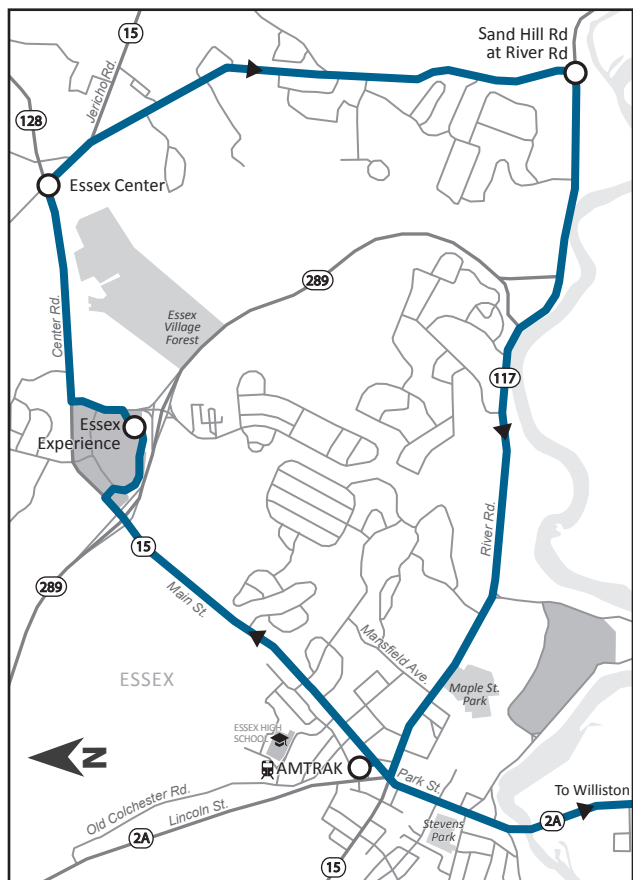 15
Sand Hill Rd
at River Rd
Jericho Rd.
128
Essex Center
289
Essex
Village
Forest
Center Rd.
117
Essex
Experience
River Rd.
15
289
Main St.
Mansfield Ave.
ESSEX
Maple St.
Park
ESSEX HIGH
SCHOOL
N
AMTRAK
Park St.
To Williston
Old Colchester Rd.
Lincoln St.
2A
2A
Stevens
Park
15